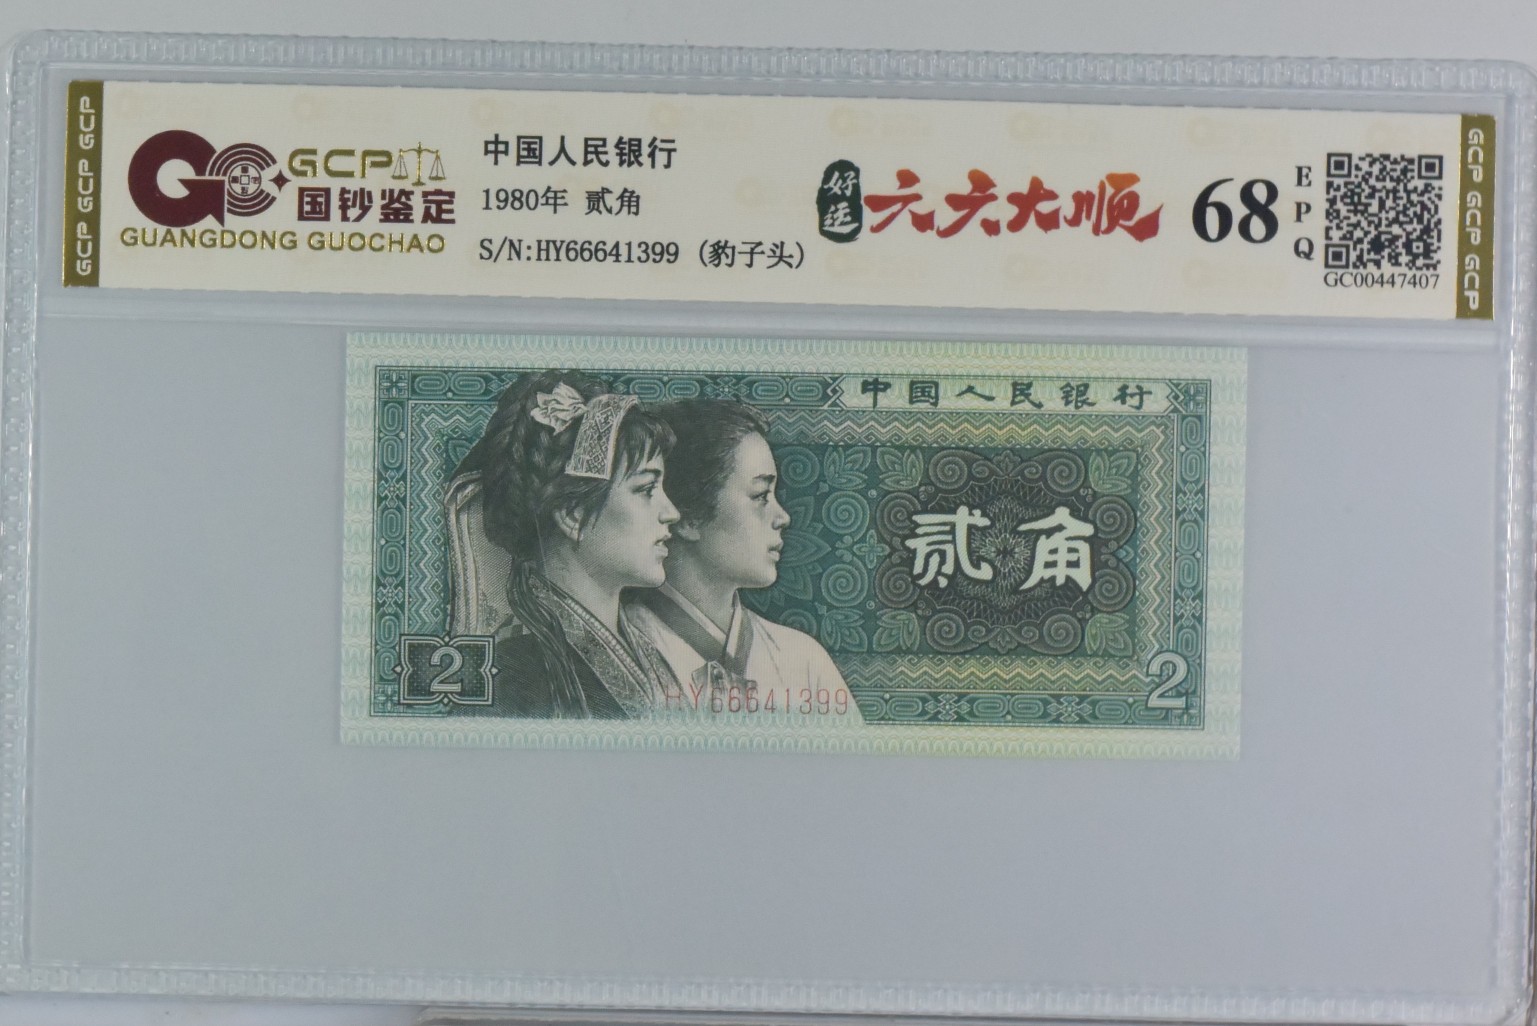 GCP GCP GCP
GCP
国钞鉴定
GUANGDONG GUOCHAO
中国人民银行
1980年 贰角
S/N:HY66641399 (豹子头)
好运
六六大顺
68
EPQ
GC00447407
GCP GCP GCP
中国人民银行
贰角
2
HY66641399
2